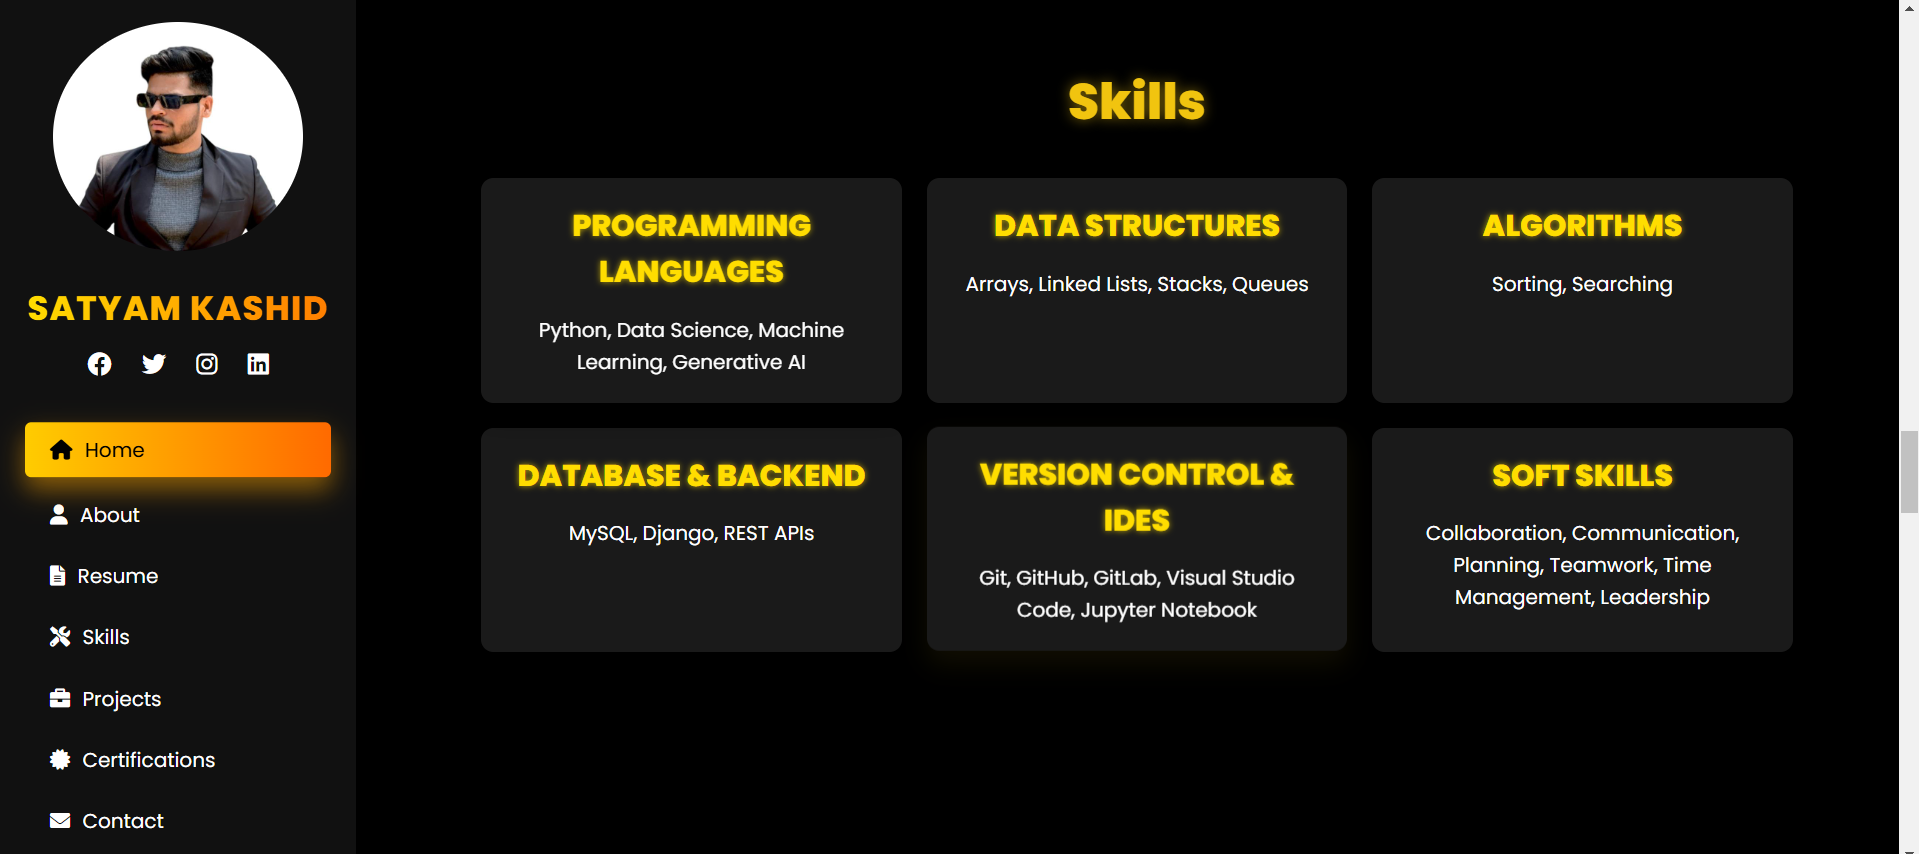 SATYAM KASHID
Home
About
Resume
Skills
Projects
Certifications
Contact
Skills
PROGRAMMING
LANGUAGES
Python, Data Science, Machine
Learning, Generative AI
DATA STRUCTURES
Arrays, Linked Lists, Stacks, Queues
ALGORITHMS
Sorting, Searching
DATABASE & BACKEND
MySQL, Django, REST APIs
VERSION CONTROL &
IDES
Git, GitHub, GitLab, Visual Studio
Code, Jupyter Notebook
SOFT SKILLS
Collaboration, Communication,
Planning, Teamwork, Time
Management, Leadership